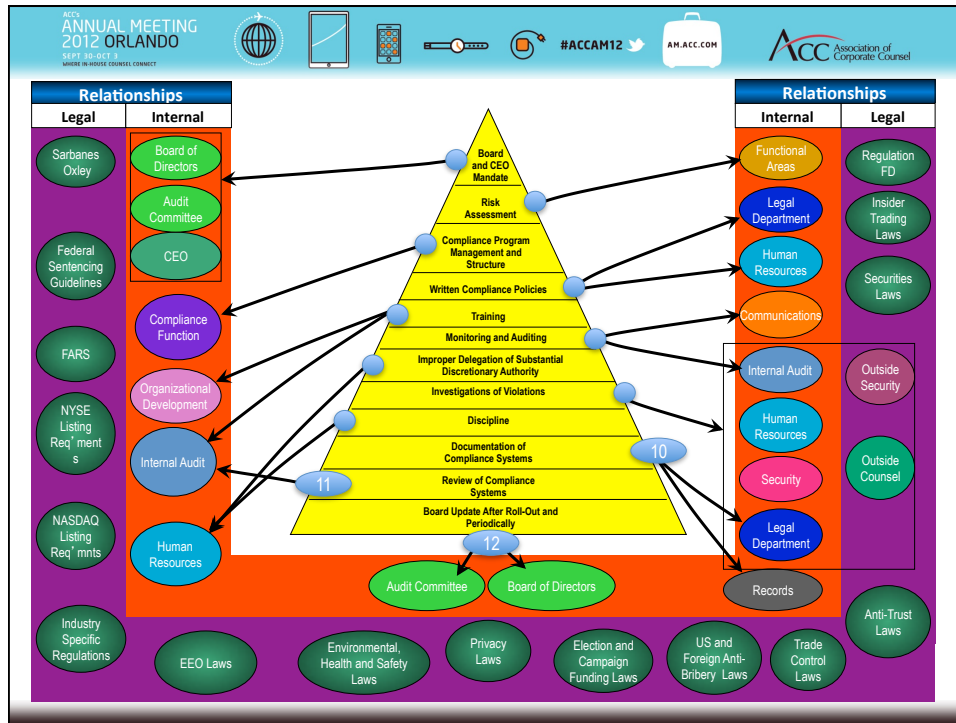 ACC's
ANNUAL MEETING
2012 ORLANDO
SEPT 30-OCT 3
WHERE IN-HOUSE COUNSEL CONNECT
#ACCAM12
AM.ACC.COM
ACC Association of
Corporate Counsel
Relationships
Legal
Internal
Sarbanes
Oxley
Federal
Sentencing
Guidelines
FARS
NYSE
Listing
Req'ment
s
NASDAQ
Listing
Req'mnts
Industry
Specific
Regulations
Board of
Directors
Audit
Committee
CEO
Compliance
Function
Organizational
Development
Internal Audit
Human
Resources
Board
and CEO
Mandate
Risk
Assessment
Compliance Program
Management and
Structure
Written Compliance Policies
Training
Monitoring and Auditing
Improper Delegation of Substantial
Discretionary Authority
Investigations of Violations
Discipline
Documentation of
Compliance Systems
10
Review of Compliance
Systems
11
Board Update After Roll-Out and
Periodically
12
Audit Committee
Board of Directors
Relationships
Internal
Legal
Functional
Areas
Legal
Department
Human
Resources
Communications
Internal Audit
Human
Resources
Security
Legal
Department
Records
Regulation
FD
Insider
Trading
Laws
Securities
Laws
Outside
Security
Outside
Counsel
Anti-Trust
Laws
EEO Laws
Environmental,
Health and Safety
Laws
Privacy
Laws
Election and
Campaign
Funding Laws
US and
Foreign Anti-
Bribery Laws
Trade
Control
Laws